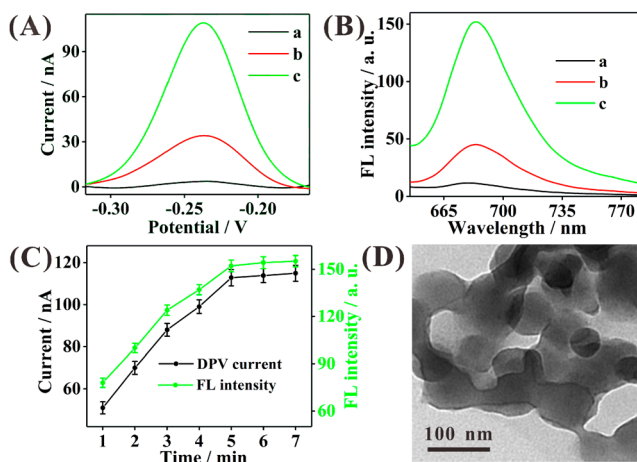 (A)
Current / nA
90
60
30
0
a
b
c
-0.30
-0.25
-0.20
Potential / V
(B)
FL intensity / a. u.
150
100
50
0
a
b
c
665
700
735
770
Wavelength / nm
(C)
Current / nA
120
100
80
60
DPV current
FL intensity
150
120
90
60
FL intensity / a. u.
1 2 3 4 5 6 7
Time / min
(D)
100 nm